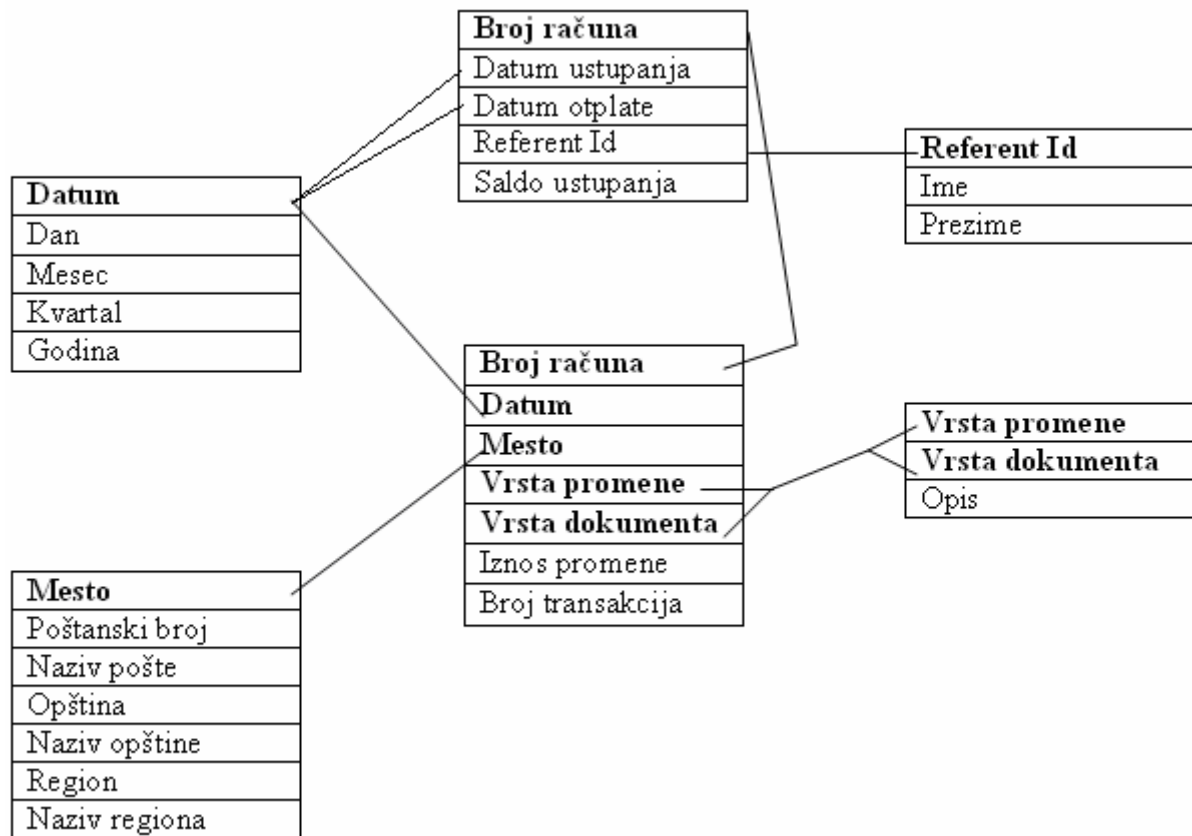 Broj računa
Datum ustupanja
Datum otplate
Referent Id
Saldo ustupanja
Referent Id
Ime
Prezime
Datum
Dan
Mesec
Kvartal
Godina
Broj računa
Datum
Mesto
Vrsta promene
Vrsta dokumenta
Iznos promene
Broj transakcija
Vrsta promene
Vrsta dokumenta
Opis
Mesto
Poštanski broj
Naziv pošte
Opština
Naziv opštine
Region
Naziv regiona